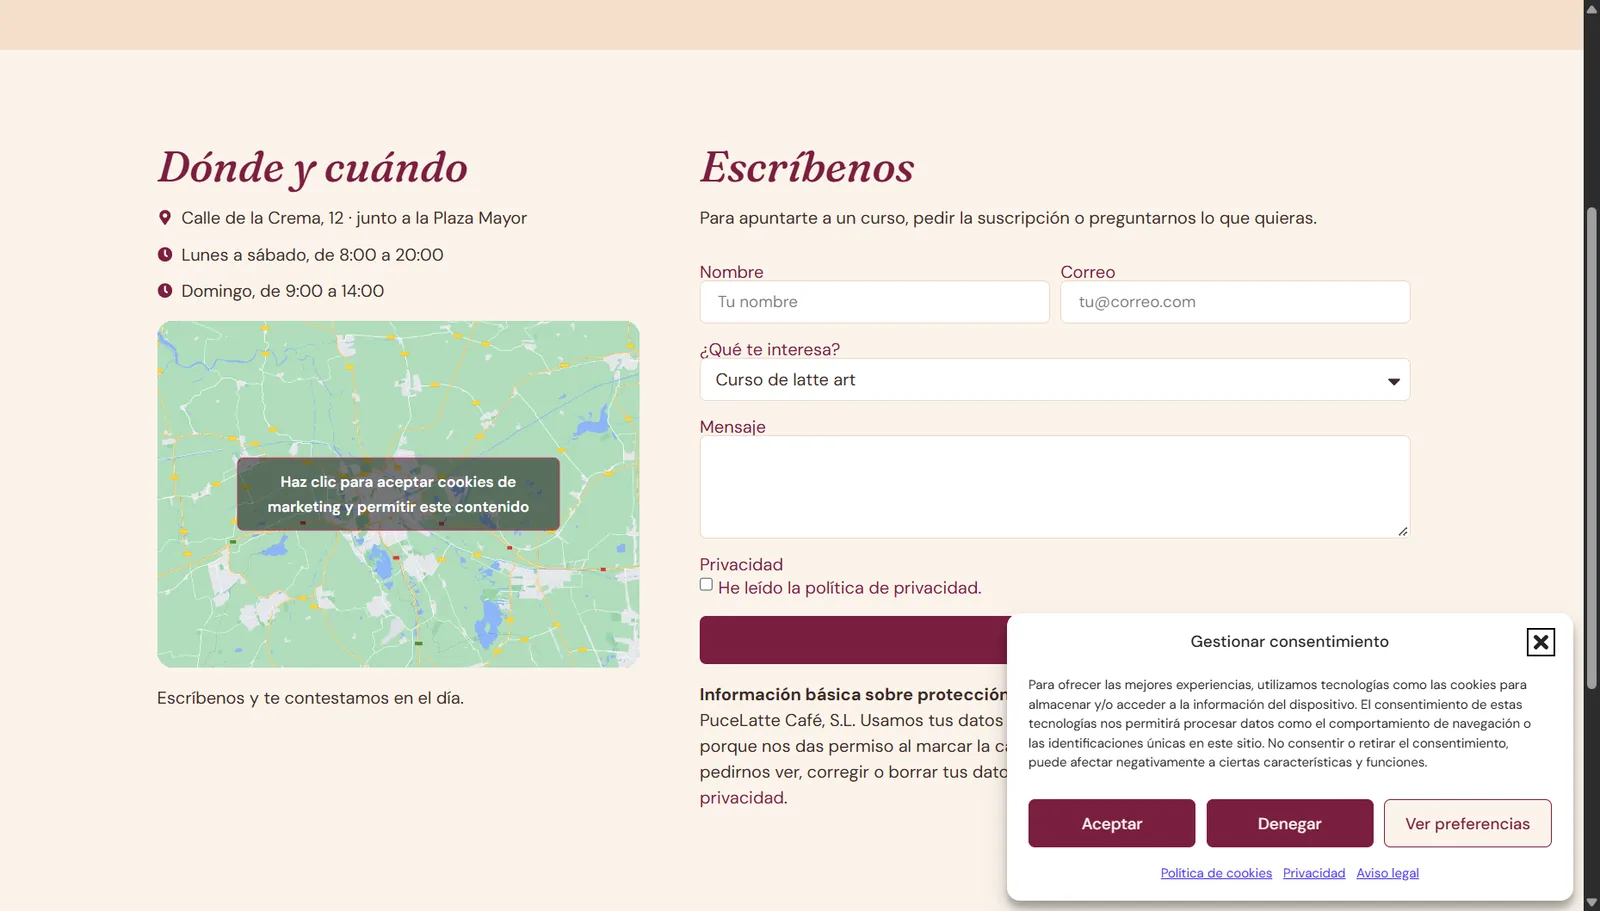 Dónde y cuándo
Calle de la Crema, 12 · junto a la Plaza Mayor
Lunes a sábado, de 8:00 a 20:00
Domingo, de 9:00 a 14:00
Haz clic para aceptar cookies de
marketing y permitir este contenido
Escríbenos y te contestamos en el día.
Escríbenos
Para apuntarte a un curso, pedir la suscripción o preguntarnos lo que quieras.
Nombre
Tu nombre
Correo
tu@correo.com
¿Qué te interesa?
Curso de latte art
Mensaje
Privacidad
He leído la política de privacidad.
Información básica sobre protección
PuceLatte Café, S.L. Usamos tus datos
porque nos das permiso al marcar la
pedirnos ver, corregir o borrar tus
privacidad.
Gestionar consentimiento
Para ofrecer las mejores experiencias, utilizamos tecnologías como las cookies para
almacenar y/o acceder a la información del dispositivo. El consentimiento de estas
tecnologías nos permitirá procesar datos como el comportamiento de navegación o
las identificaciones únicas en este sitio. No consentir o retirar el consentimiento,
puede afectar negativamente a ciertas características y funciones.
Aceptar
Denegar
Ver preferencias
Política de cookies
Privacidad
Aviso legal